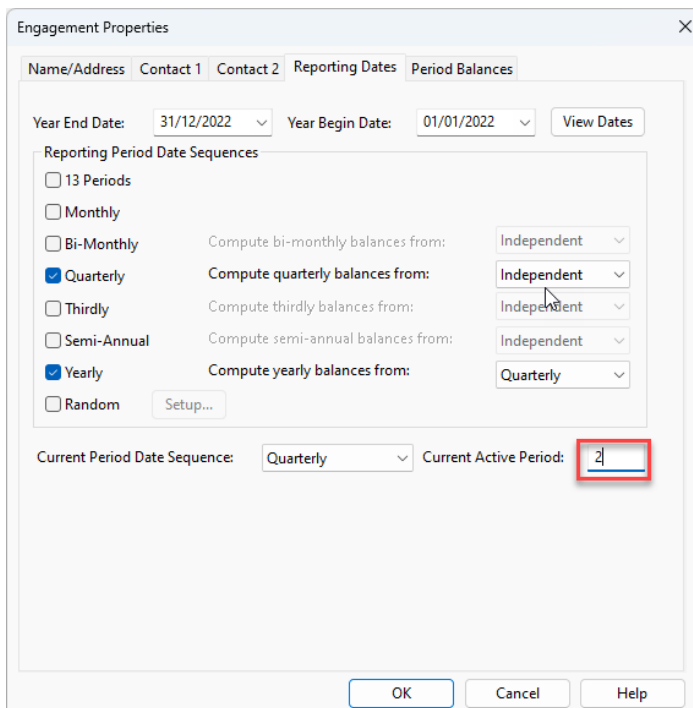 Engagement Properties
Name/Address Contact 1 Contact 2 Reporting Dates Period Balances
Year End Date: 31/12/2022 Year Begin Date: 01/01/2022 View Dates
Reporting Period Date Sequences
13 Periods
Monthly
Bi-Monthly Compute bi-monthly balances from: Independent
Quarterly Compute quarterly balances from: Independent
Thirdly Compute thirdly balances from: Independent
Semi-Annual Compute semi-annual balances from: Independent
Yearly Compute yearly balances from: Quarterly
Random Setup...
Current Period Date Sequence: Quarterly Current Active Period: 2
OK Cancel Help